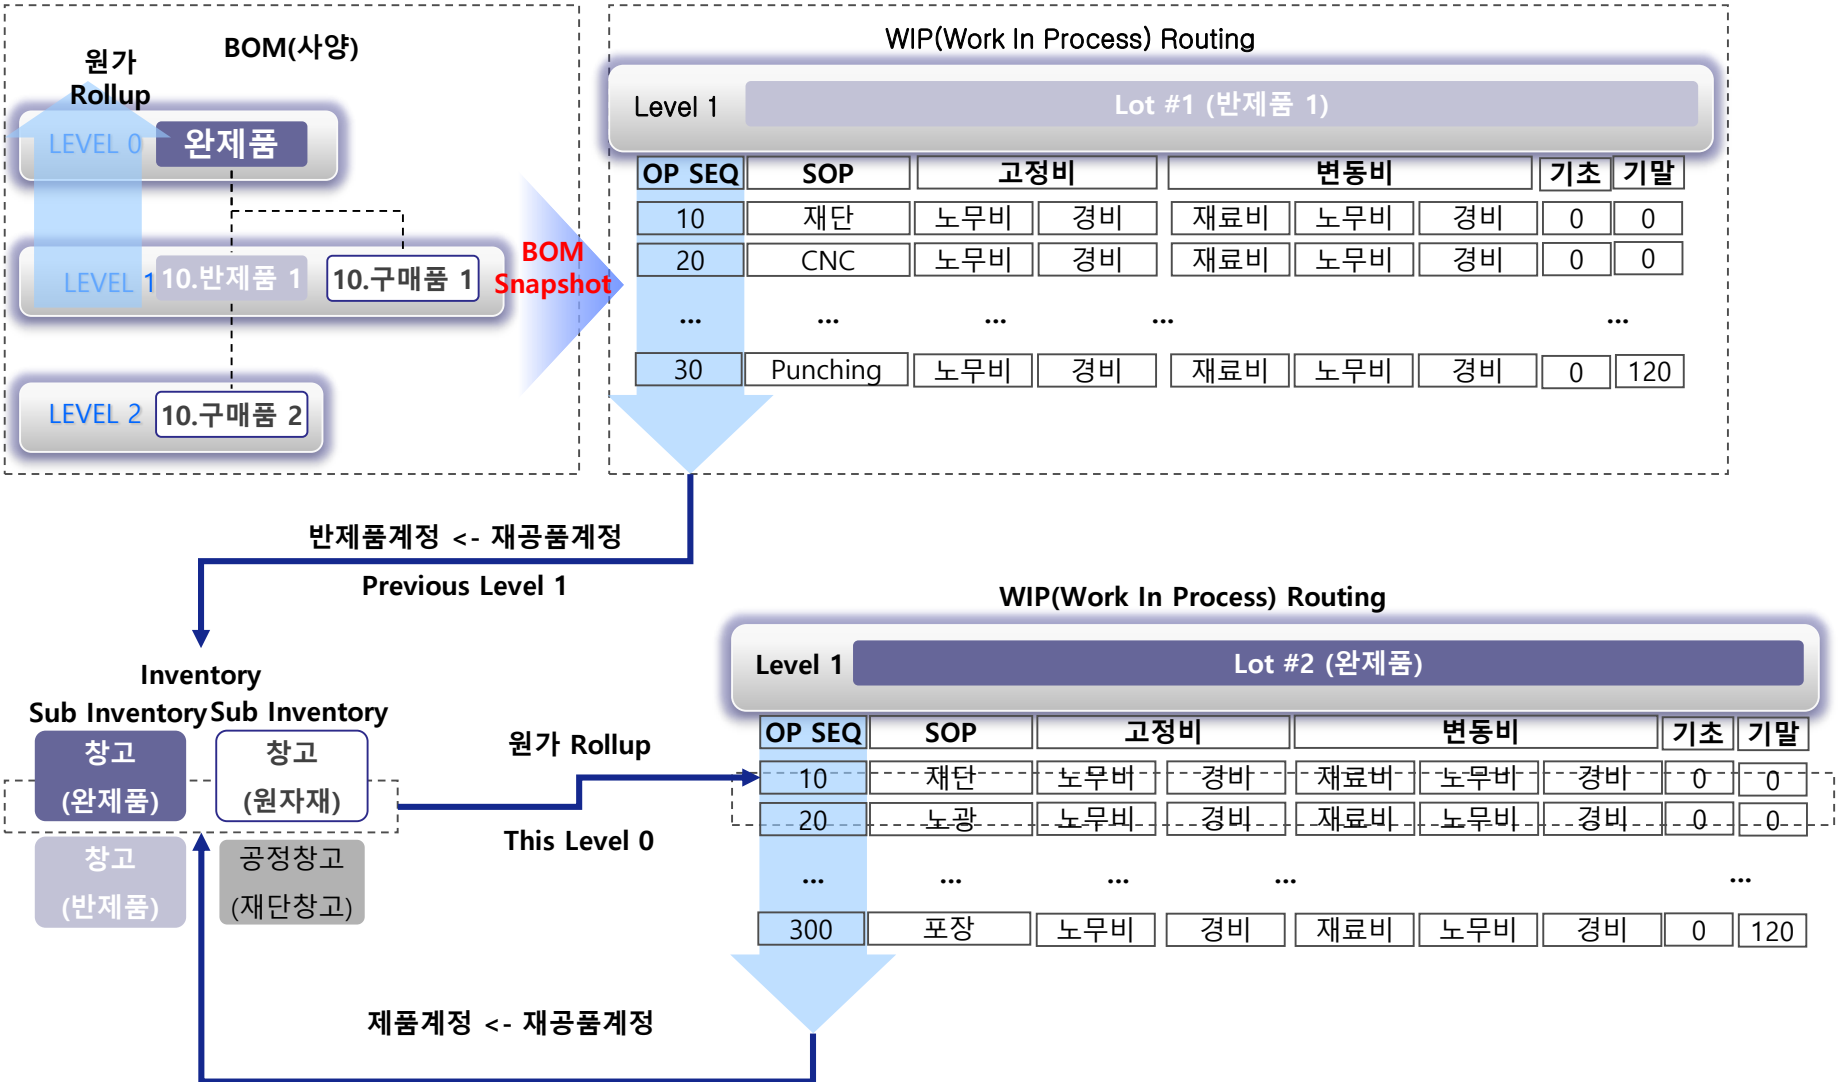 BOM(사양)
원가
Rollup
LEVEL 0
완제품
LEVEL 1
10.반제품 1
10.구매품 1
LEVEL 2
10.구매품 2
BOM
Snapshot
WIP(Work In Process) Routing
Level 1
Lot #1 (반제품 1)
OP SEQ SOP 고정비 변동비 기초 기말
10 재단 노무비 경비 재료비 노무비 경비 0 0
20 CNC 노무비 경비 재료비 노무비 경비 0 0
... ... ... ... ...
30 Punching 노무비 경비 재료비 노무비 경비 0 120
반제품계정 <- 재공품계정
Previous Level 1
Inventory
Sub Inventory Sub Inventory
창고
(완제품)
창고
(원자재)
창고
(반제품)
공정창고
(재단창고)
원가 Rollup
This Level 0
WIP(Work In Process) Routing
Level 1
Lot #2 (완제품)
OP SEQ SOP 고정비 변동비 기초 기말
10 재단 노무비 경비 재료비 노무비 경비 0 0
20 노광 노무비 경비 재료비 노무비 경비 0 0
... ... ... ... ...
300 포장 노무비 경비 재료비 노무비 경비 0 120
제품계정 <- 재공품계정